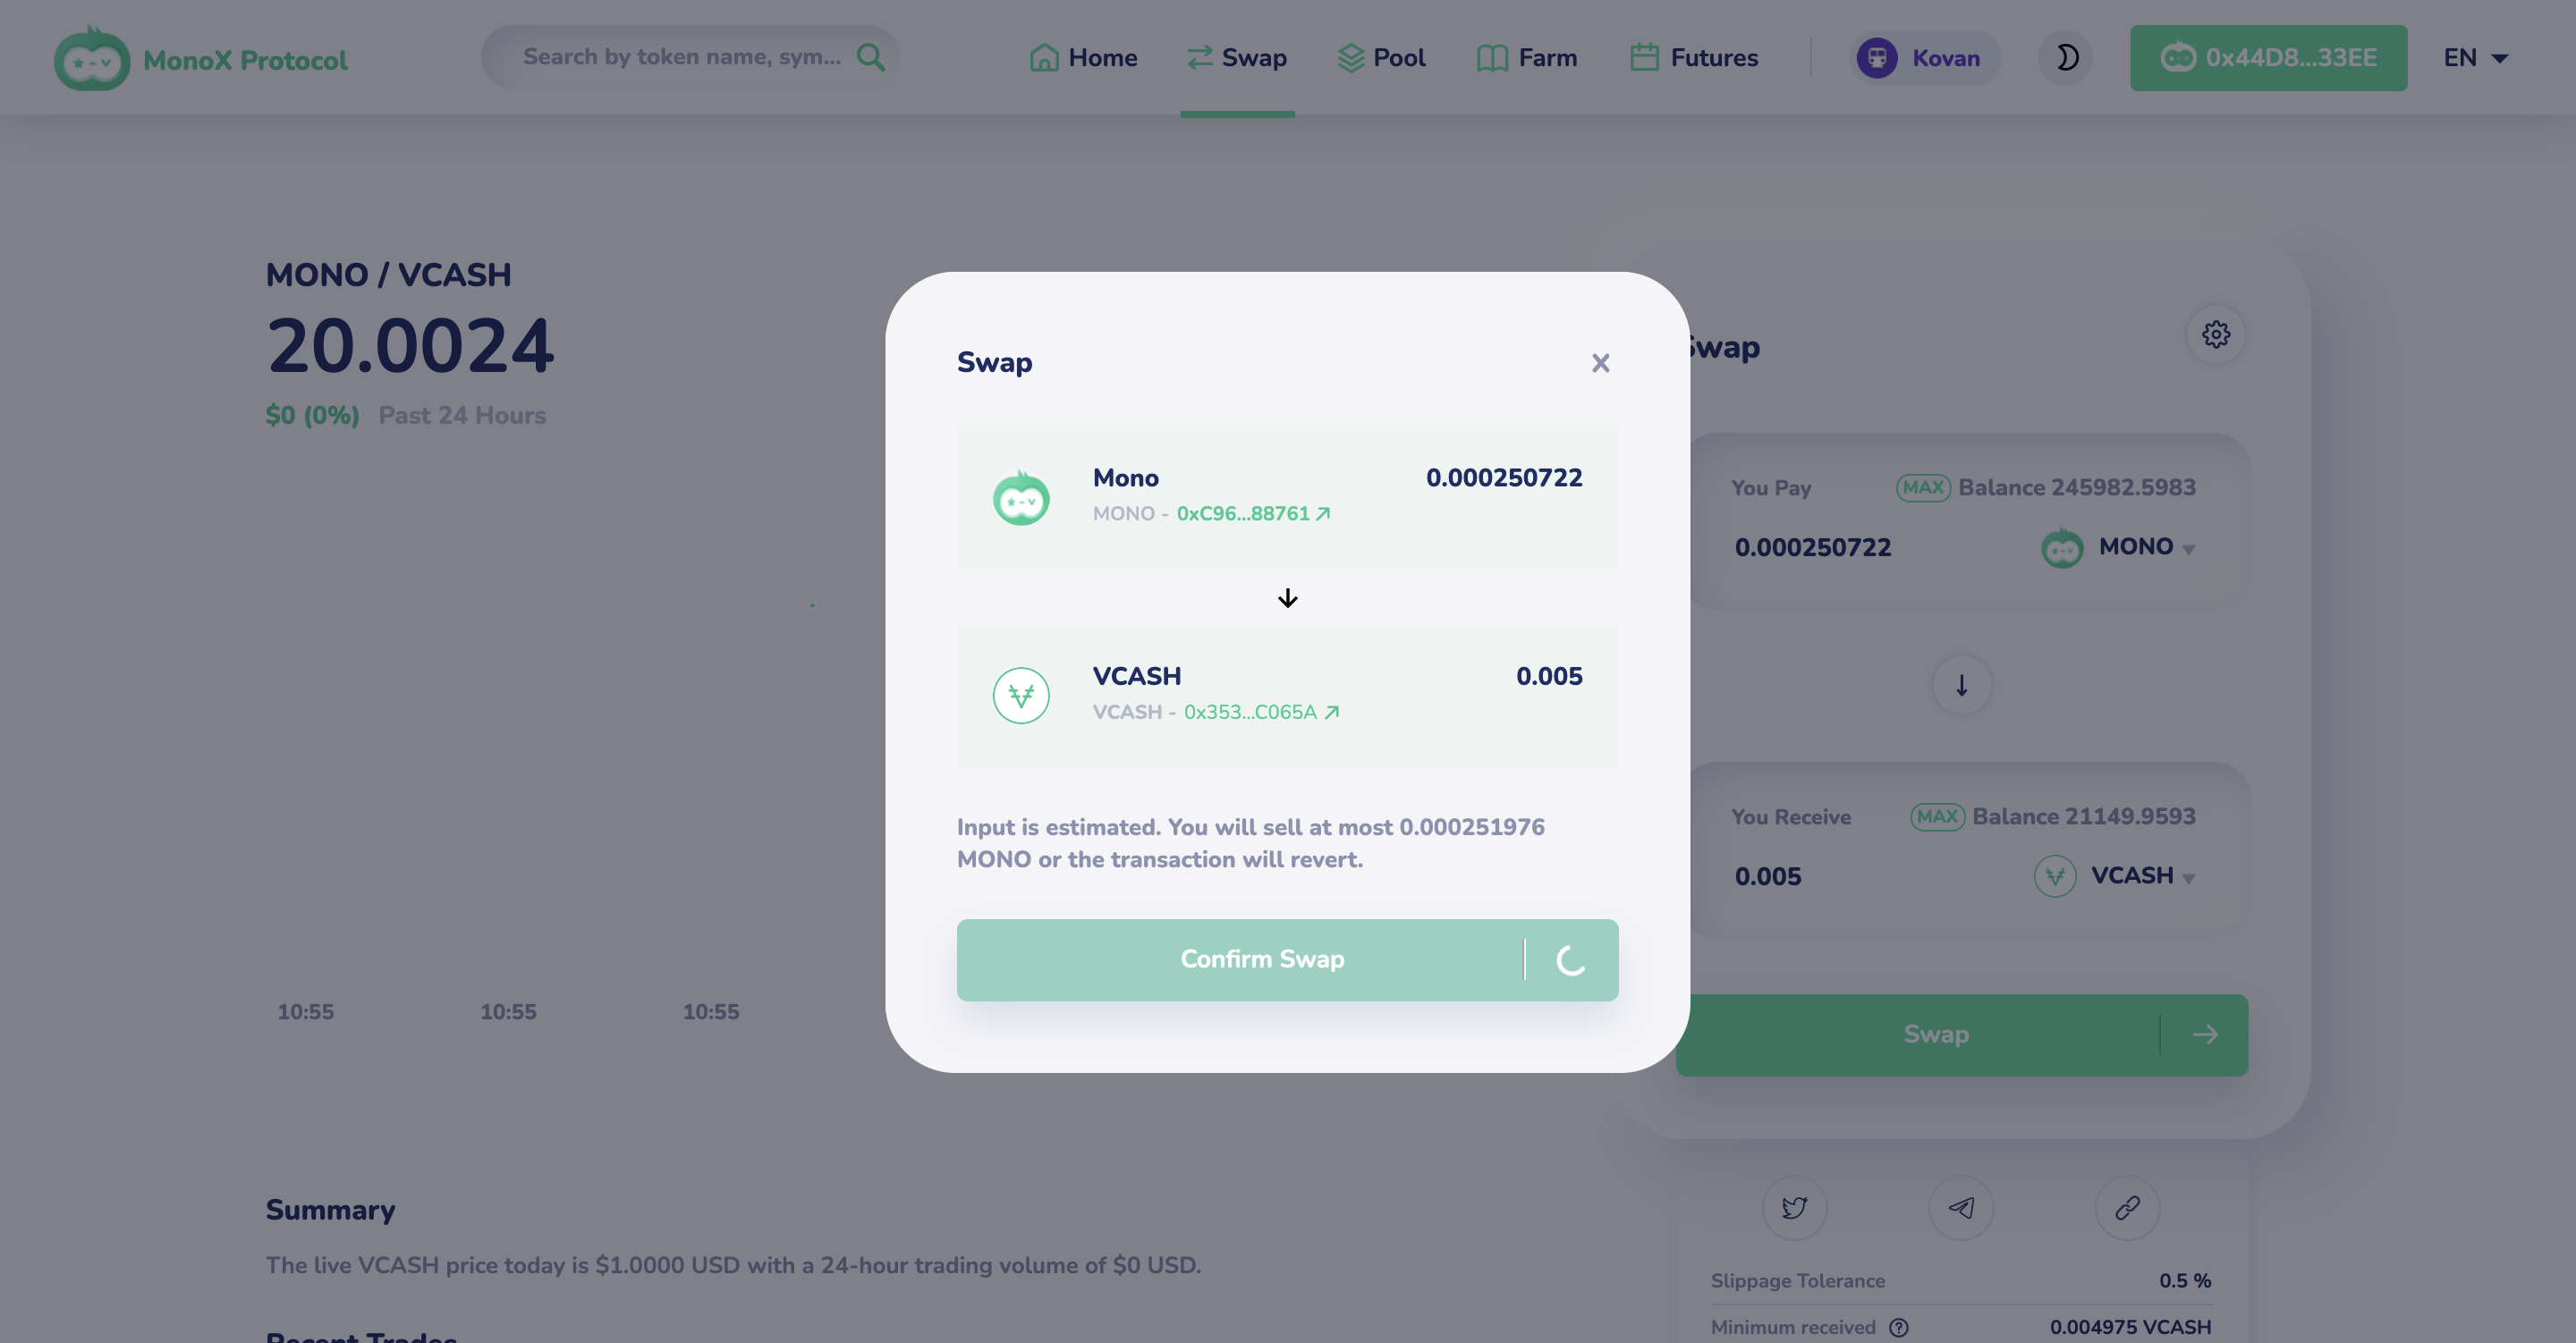 MonoX Protocol
Search by token name, sym...
Home
Swap
Pool
Farm
Futures
Kovan
0x44D8...33EE
EN
MONO / VCASH
20.0024
$0 (0%) Past 24 Hours
10:55 10:55 10:55
Summary
The live VCASH price today is $1.0000 USD with a 24-hour trading volume of $0 USD.
Recent Trades
Swap
x
Mono 0.000250722
MONO - 0xC96...88761
VCASH 0.005
VCASH - 0x353...C065A
Input is estimated. You will sell at most 0.000251976
MONO or the transaction will revert.
Confirm Swap
Swap
You Pay MAX Balance 245982.5983
0.000250722 MONO
You Receive MAX Balance 21149.9593
0.005 VCASH
Swap
Slippage Tolerance 0.5 %
Minimum received 0.004975 VCASH